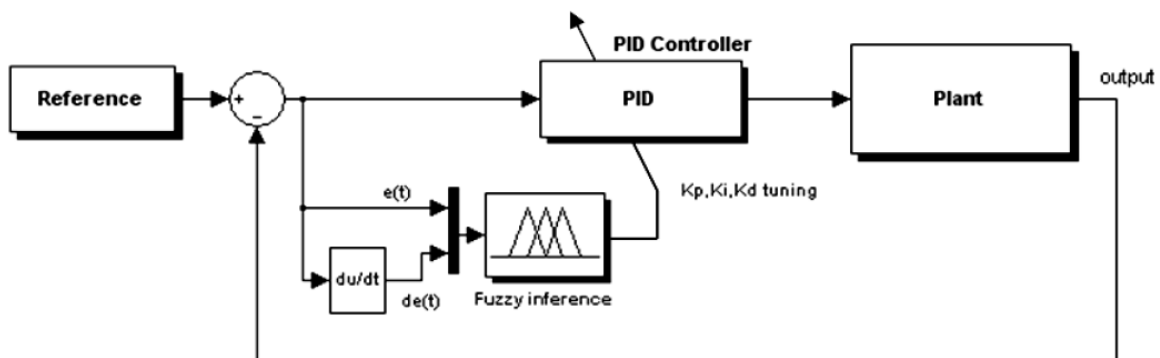 PID Controller
Reference
+
-
PID
Plant
output
e(t)
Kp,Ki,Kd tuning
du/dt
de(t)
Fuzzy inference